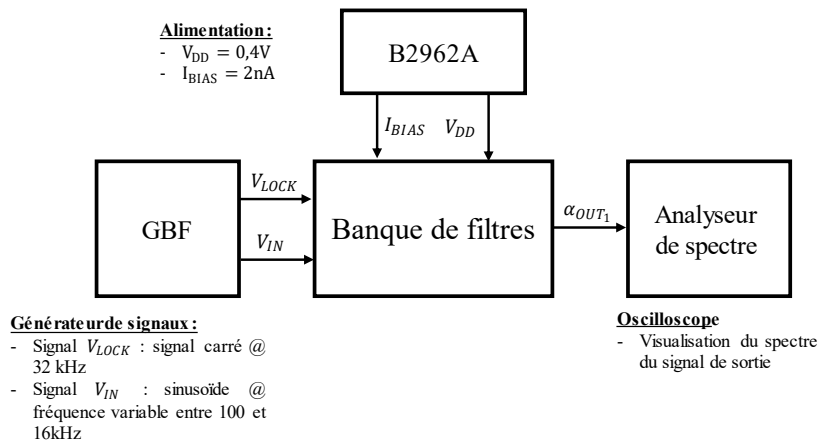 Alimentation :
- V_DD = 0,4V
- I_BIAS = 2nA
B2962A
I_BIAS V_DD
GBF
V_LOCK
V_IN
Banque de filtres
α_OUT₁
Analyseur
de spectre
Générateurde signaux :
- Signal V_LOCK : signal carré @
32 kHz
- Signal V_IN : sinusoïde @
fréquence variable entre 100 et
16kHz
Oscilloscope
- Visualisation du spectre
du signal de sortie